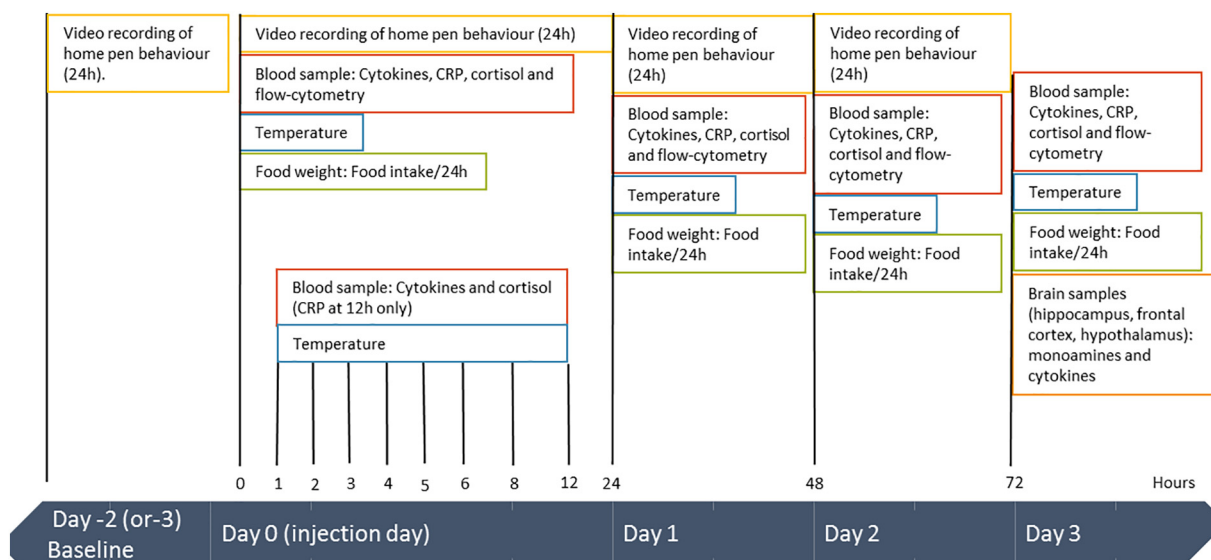 Video recording of
home pen behaviour
(24h).
Video recording of home pen behaviour (24h)
Blood sample: Cytokines, CRP, cortisol and
flow-cytometry
Temperature
Food weight: Food intake/24h
Blood sample: Cytokines and cortisol
(CRP at 12h only)
Temperature
Video recording of
home pen behaviour
(24h)
Blood sample:
Cytokines, CRP, cortisol
and flow-cytometry
Temperature
Food weight: Food
intake/24h
Video recording of
home pen behaviour
(24h)
Blood sample:
Cytokines, CRP,
cortisol and flow-
cytometry
Temperature
Food weight: Food
intake/24h
Blood sample:
Cytokines, CRP,
cortisol and flow-
cytometry
Temperature
Food weight: Food
intake/24h
Brain samples
(hippocampus, frontal
cortex, hypothalamus):
monoamines and
cytokines
0 1 2 3 4 5 6 8 12 24 48 72 Hours
Day -2 (or-3)
Baseline
Day 0 (injection day)
Day 1
Day 2
Day 3